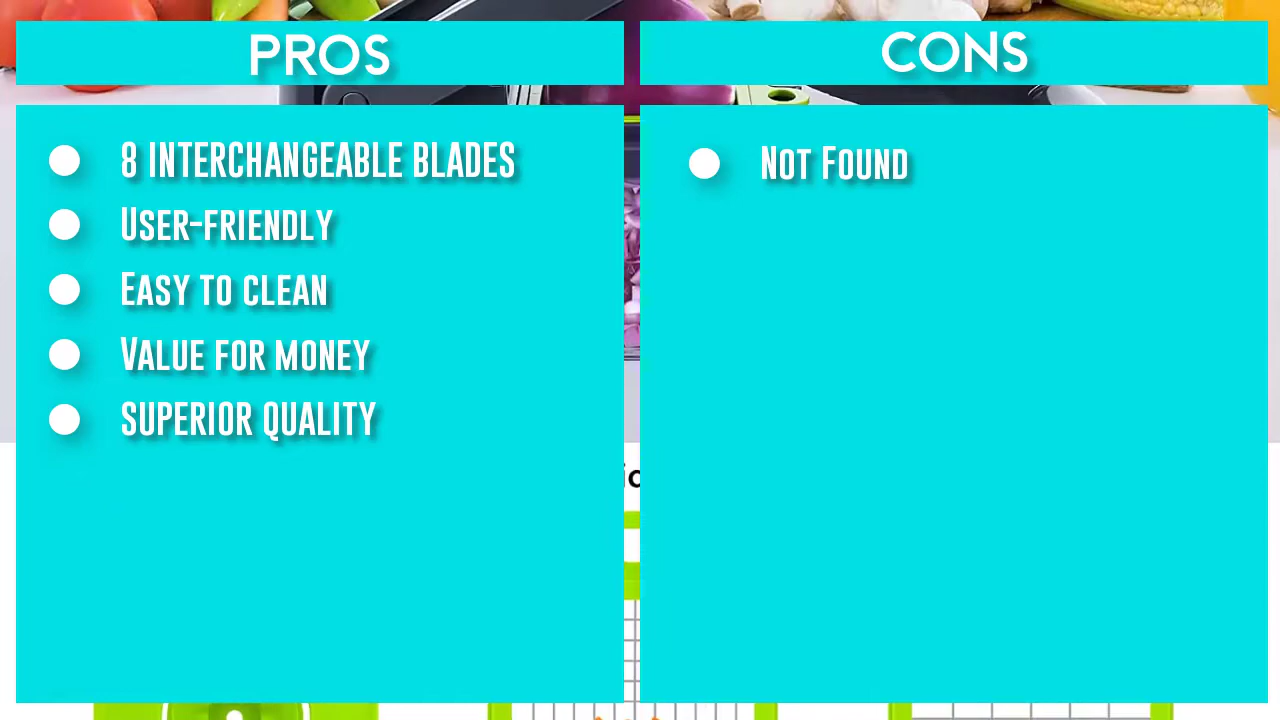 PROS
8 INTERCHANGEABLE BLADES
USER-FRIENDLY
EASY TO CLEAN
VALUE FOR MONEY
SUPERIOR QUALITY
CONS
NOT FOUND